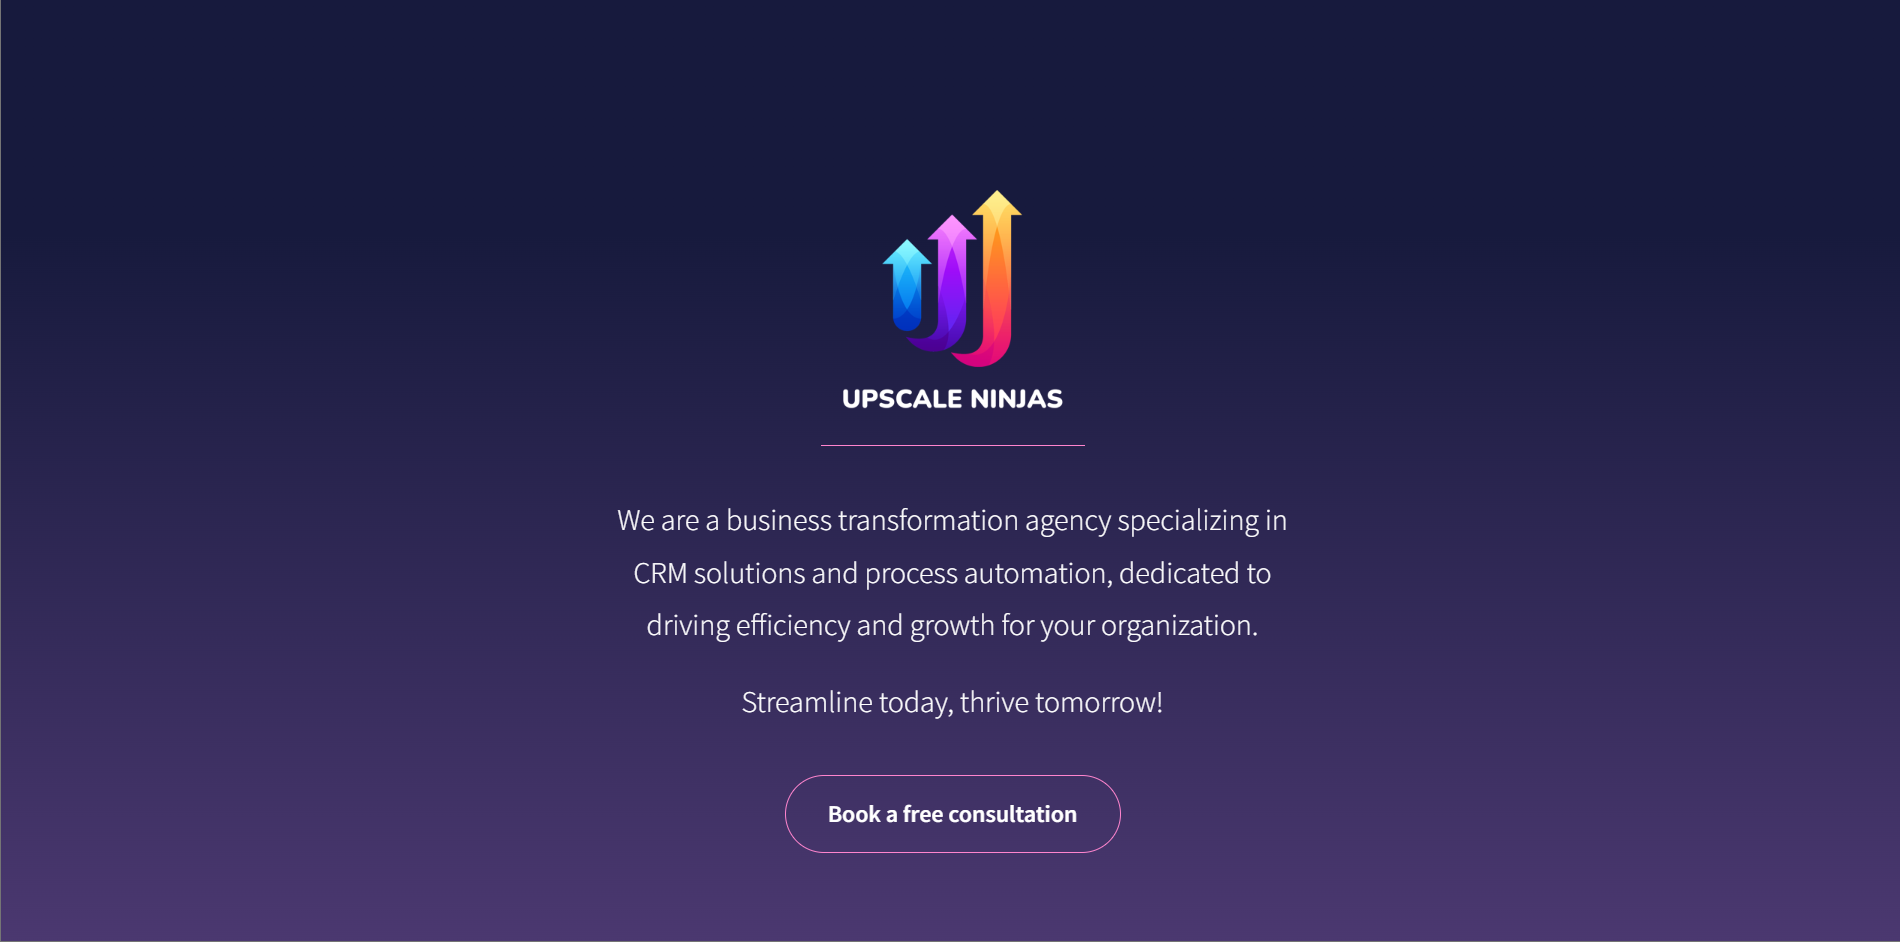 UPSCALE NINJAS
We are a business transformation agency specializing in
CRM solutions and process automation, dedicated to
driving efficiency and growth for your organization.
Streamline today, thrive tomorrow!
Book a free consultation